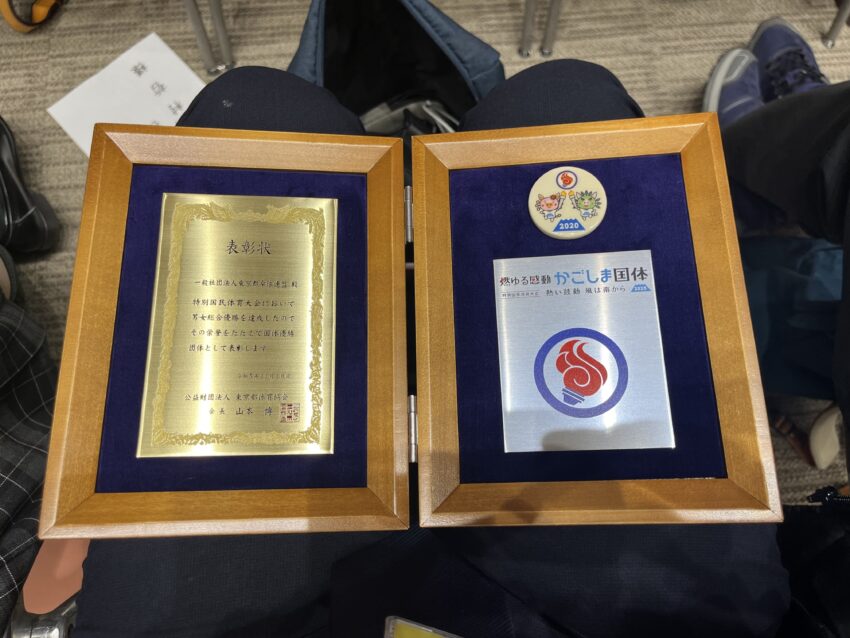 表彰状
一般社団法人東京都卓球連盟 殿
特別国民体育大会において
男女総合優勝を達成したので
その栄誉をたたえて国体優勝
団体として表彰します
公益財団法人 東京都体育協会
会長 山本 博
2020
燃ゆる感動 かごしま国体
熱い鼓動 風は南から 2023